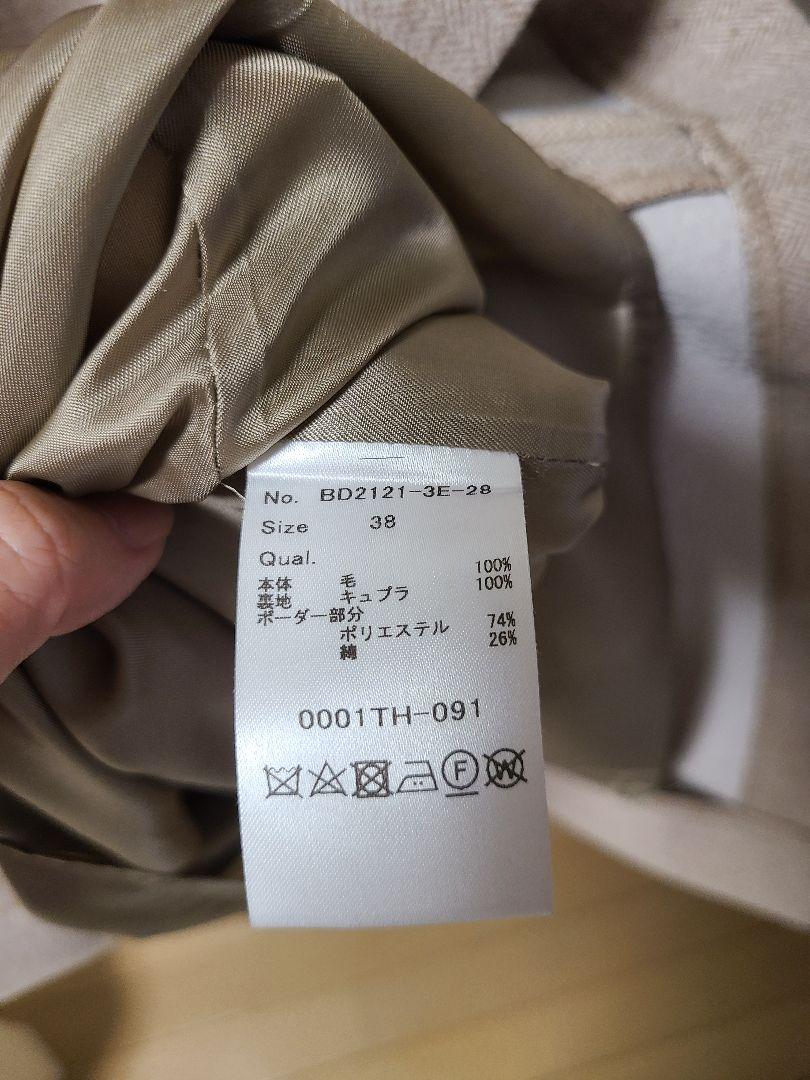 No. BD2121-3E-28
Size 38
Qual.
本体 毛 100%
裏地 キュプラ 100%
ボーダー部分
ポリエステル 74%
綿 26%
0001TH-091
F W